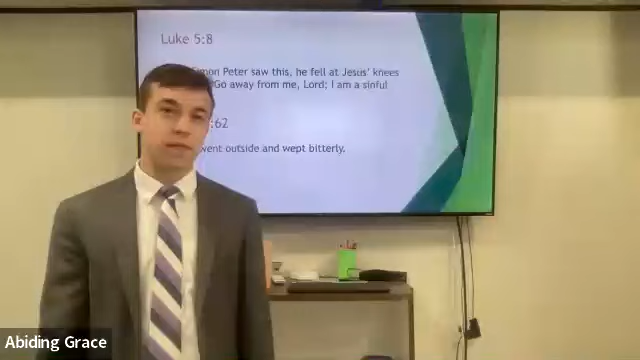 Luke 5:8
Simon Peter saw this, he fell at Jesus' knees
Go away from me, Lord; I am a sinful
:62
went outside and wept bitterly.
Abiding Grace